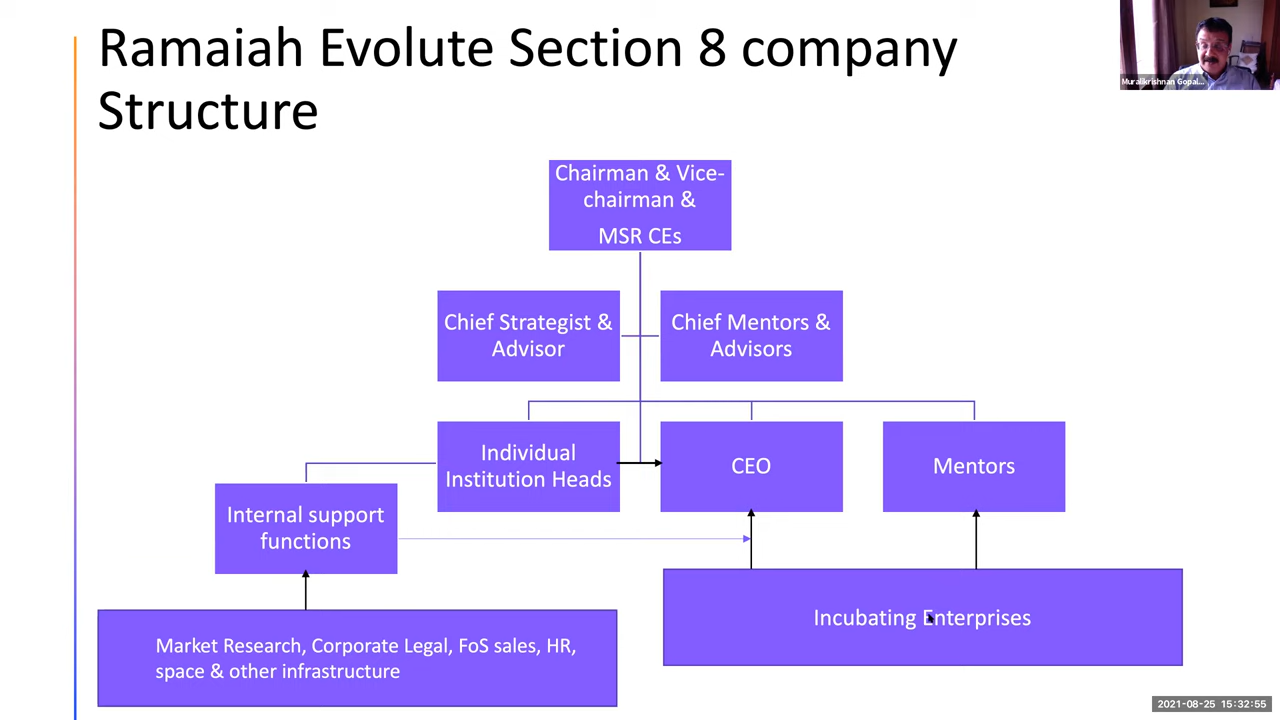 Ramaiah Evolute Section 8 company
Structure
Muralikrishnan Gopal...
Chairman & Vice-
chairman &
MSR CEs
Chief Strategist &
Advisor
Chief Mentors &
Advisors
Individual
Institution Heads
CEO
Mentors
Internal support
functions
Incubating Enterprises
Market Research, Corporate Legal, FoS sales, HR,
space & other infrastructure
2021-08-25 15:32:55